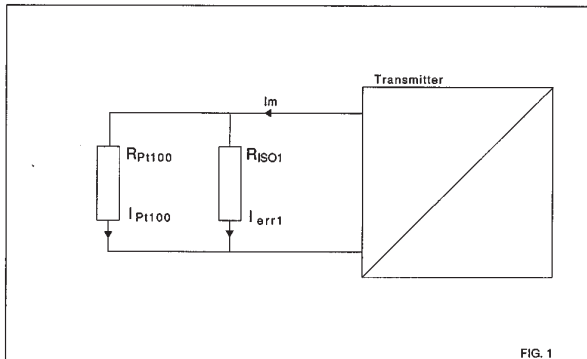 Transmitter
Im
RPt100
RISO1
IPt100
Ierr1
FIG. 1